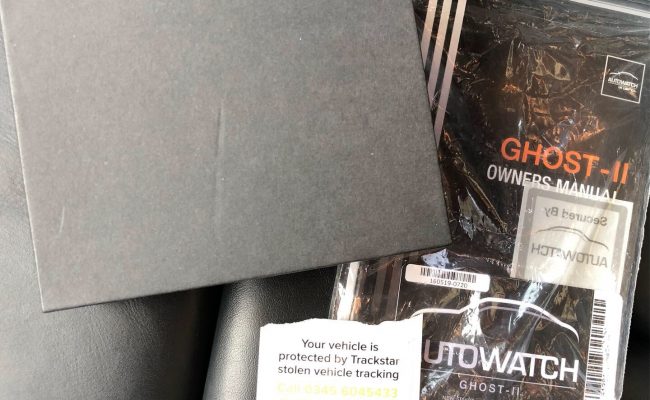 AUTOWATCH
GHOST-II
OWNERS MANUAL
Secured By
AUTOWATCH
160519-0720
AUTOWATCH
GHOST-II
Your vehicle is
protected by Trackstar
stolen vehicle tracking
Call 0345 6045433